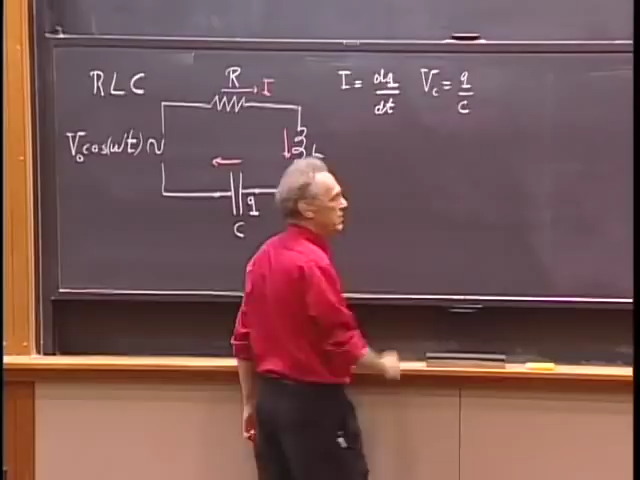 RLC
R
I
I = dq/dt
V_c = q/C
V_0 cos(ωt) ~
L
q
C